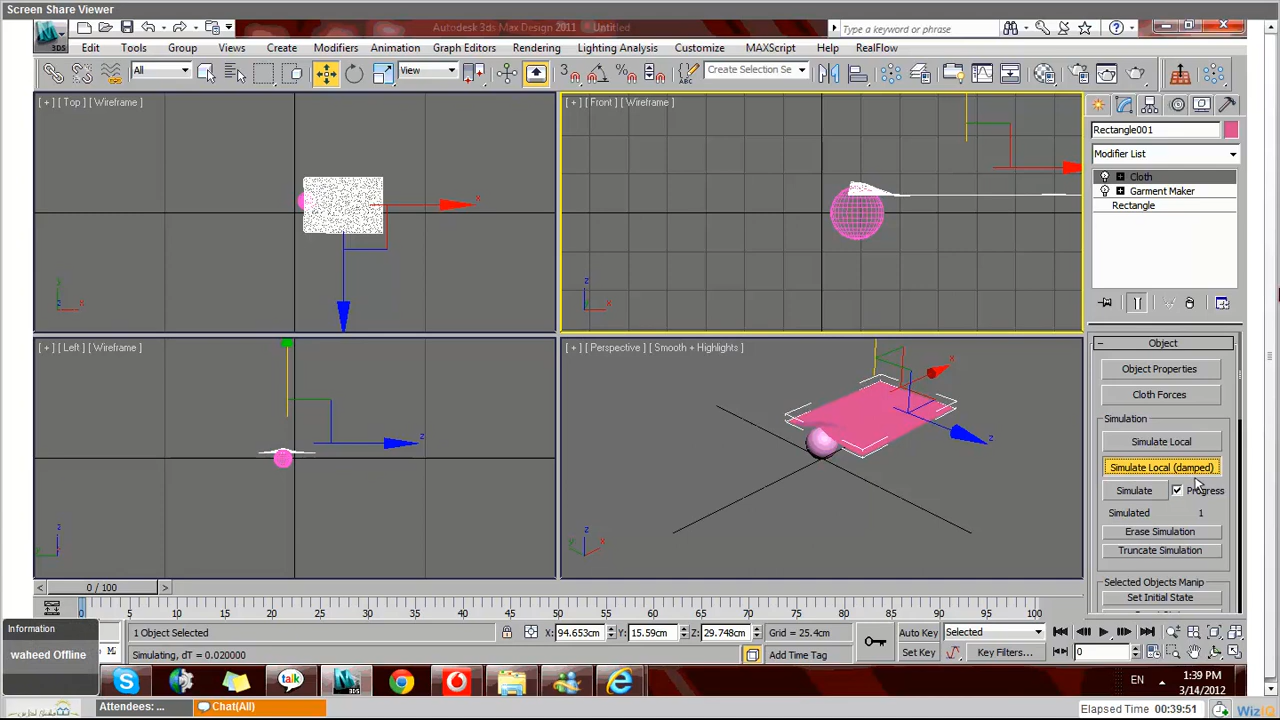 Screen Share Viewer
Autodesk 3ds Max Design 2011
Untitled
Type a keyword or phrase
3DS
Edit Tools Group Views Create Modifiers Animation Graph Editors Rendering Lighting Analysis Customize MAXScript Help RealFlow
All
View
3
Create Selection Se
[ + ] [ Top ] [ Wireframe ]
[ + ] [ Front ] [ Wireframe ]
Rectangle001
Modifier List
Cloth
Garment Maker
Rectangle
x
z
y
z x
z
x
y
[ + ] [ Left ] [ Wireframe ]
[ + ] [ Perspective ] [ Smooth + Highlights ]
Object
Object Properties
Cloth Forces
Simulation
Simulate Local
Simulate Local (damped)
Simulate Progress
Simulated 1
Erase Simulation
Truncate Simulation
Selected Objects Manip
Set Initial State
x
z
z
z
y
z
y x
< 0 / 100 >
0 5 10 15 20 25 30 35 40 45 50 55 60 65 70 75 80 85 90 95 100
Information
waheed Offline
M
1 Object Selected
X: 94.653cm Y: 15.59cm Z: 29.748cm
Grid = 25.4cm
Auto Key
Selected
Simulating, dT = 0.020000
Add Time Tag
Set Key
Key Filters...
0
talk
3DS
EN
1:39 PM
3/14/2012
Attendees: ...
Chat(All)
Elapsed Time 00:39:51
WizIQ